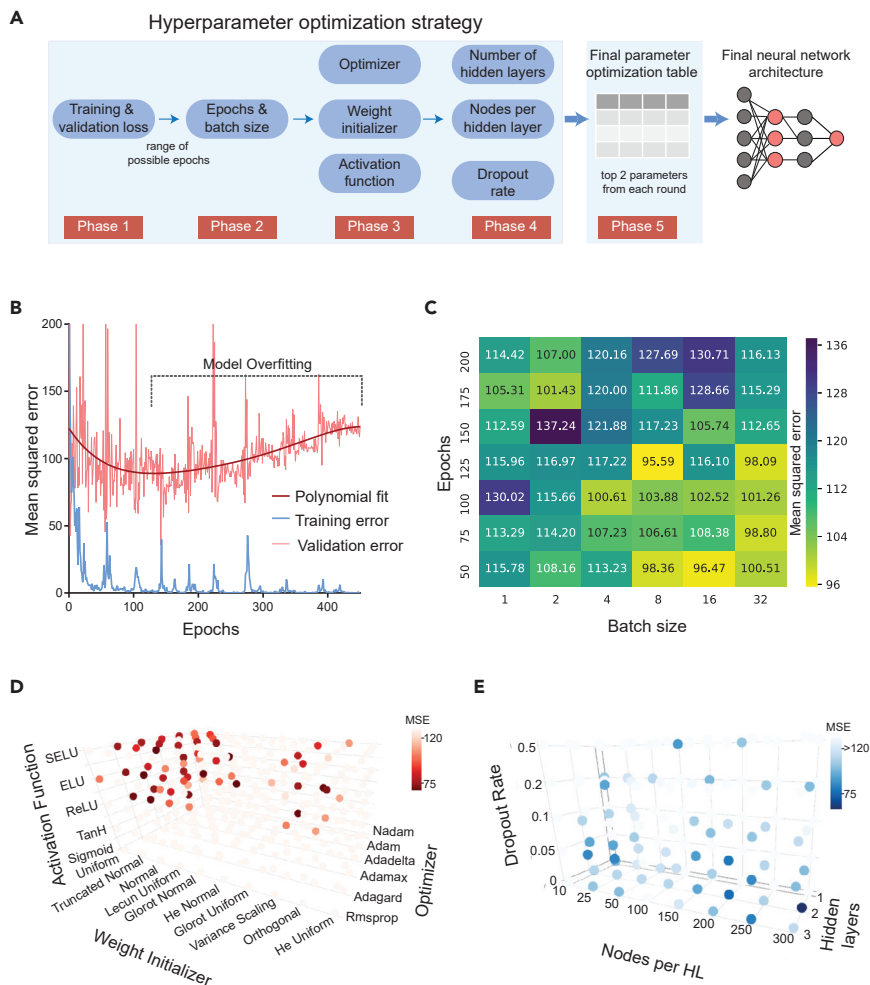 A
Hyperparameter optimization strategy
Training &
validation loss
range of
possible epochs
Epochs &
batch size
Optimizer
Weight
initializer
Activation
function
Number of
hidden layers
Nodes per
hidden layer
Dropout
rate
Phase 1
Phase 2
Phase 3
Phase 4
Final parameter
optimization table
top 2 parameters
from each round
Phase 5
Final neural network
architecture
B
200
150
100
50
0
Mean squared error
Model Overfitting
Polynomial fit
Training error
Validation error
0 100 200 300 400
Epochs
C
Epochs
200 114.42 107.00 120.16 127.69 130.71 116.13
175 105.31 101.43 120.00 111.86 128.66 115.29
150 112.59 137.24 121.88 117.23 105.74 112.65
125 115.96 116.97 117.22 95.59 116.10 98.09
100 130.02 115.66 100.61 103.88 102.52 101.26
75 113.29 114.20 107.23 106.61 108.38 98.80
50 115.78 108.16 113.23 98.36 96.47 100.51
1 2 4 8 16 32
Batch size
Mean squared error
136
128
120
112
104
96
D
Activation Function
SELU
ELU
ReLU
TanH
Sigmoid
Uniform
Truncated Normal
Normal
Lecun Uniform
Glorot Normal
He Normal
Glorot Uniform
Variance Scaling
Orthogonal
He Uniform
Weight Initializer
Nadam
Adam
Adadelta
Adamax
Adagard
Rmsprop
Optimizer
MSE
120
75
E
Dropout Rate
0.5
0.2
0.1
0.05
0
10
25
50
100
150
200
250
300
Nodes per HL
1
2
3
Hidden
layers
MSE
>120
75